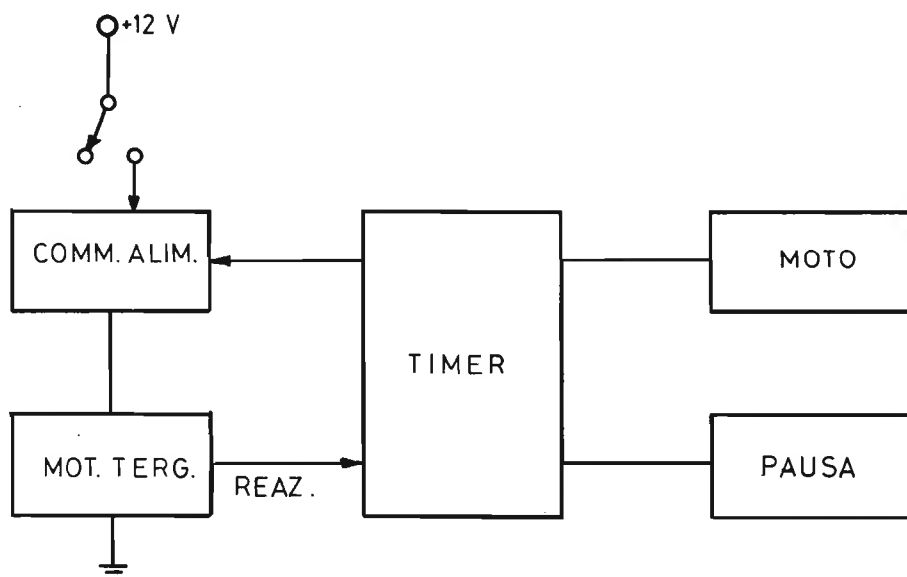 +12 V
COMM. ALIM.
MOTO
TIMER
MOT. TERG.
REAZ.
PAUSA